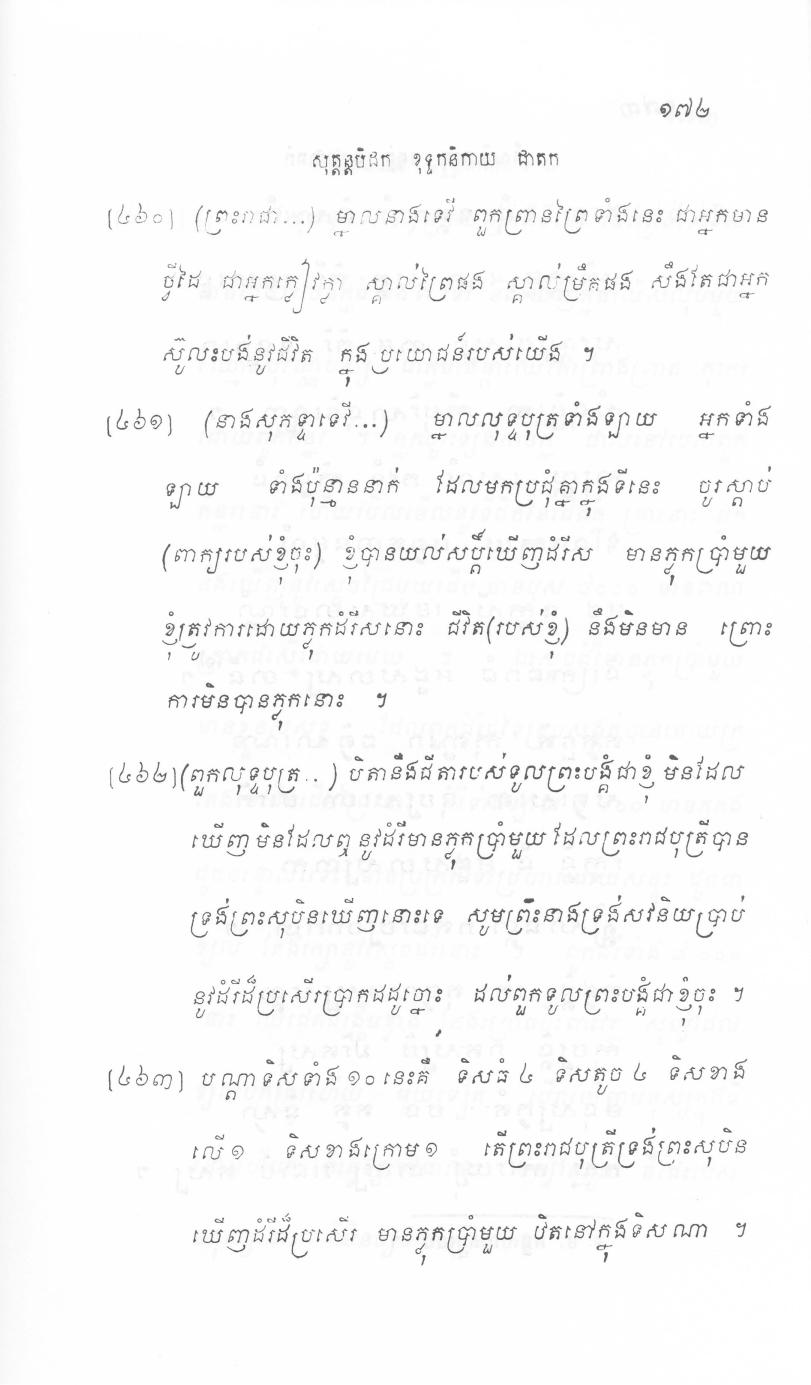 ១៧២
សុត្តន្តបិដក ខុទ្ទកនិកាយ ជាតក
[៤៦០] (ព្រះរាជា...) ម្នាលនាងទេវី ពួកព្រានព្រៃទាំងនេះ ជាអ្នកមាន
ថ្វីដៃ ជាអ្នកក្លៀវក្លា ស្គាល់ព្រៃផង ស្គាល់ម្រឹគផង សឹងតែជាអ្នក
ស៊ូលះបង់នូវជីវិត ក្នុងប្រយោជន៍របស់យើង ។
[៤៦១] (នាងសុភទ្ទាទេវី...) ម្នាលលុទ្ទបុត្រទាំងឡាយ អ្នកទាំង
ឡាយ ទាំងប៉ុន្មាននាក់ ដែលមកប្រជុំគ្នាក្នុងទីនេះ ចូរស្តាប់
(ពាក្យរបស់ខ្ញុំចុះ) ខ្ញុំបានយល់សប្តិឃើញដំរីស មានភ្លុកប្រាំមួយ
ខ្ញុំត្រូវការដោយភ្លុកដំរីសនោះ ជីវិត(របស់ខ្ញុំ) នឹងមិនមាន ព្រោះ
ការមិនបានភ្លុកនោះ ។
[៤៦២] (ពួកលុទ្ទបុត្រ..) បិតានឹងជីតារបស់ទូលព្រះបង្គំជាខ្ញុំ មិនដែល
ឃើញ មិនដែលឮ នូវដំរីមានភ្លុកប្រាំមួយ ដែលព្រះរាជបុត្រីបាន
ទ្រង់ព្រះសុបិនឃើញនោះទេ សូមព្រះនាងទ្រង់សវនិយប្រាប់
នូវដំរីដ៏ប្រសើរប្រាកដដូច្នោះ ដល់ពួកទូលព្រះបង្គំជាខ្ញុំចុះ ។
[៤៦៣] បណ្តាទិសទាំង ១០ នេះគឺ ទិសធំ ៤ ទិសតូច ៤ ទិសខាង
លើ ១ ទិសខាងក្រោម ១ តើព្រះរាជបុត្រីទ្រង់ព្រះសុបិន
ឃើញដំរីដ៏ប្រសើរ មានភ្លុកប្រាំមួយ ឋិតនៅក្នុងទិសណា ។